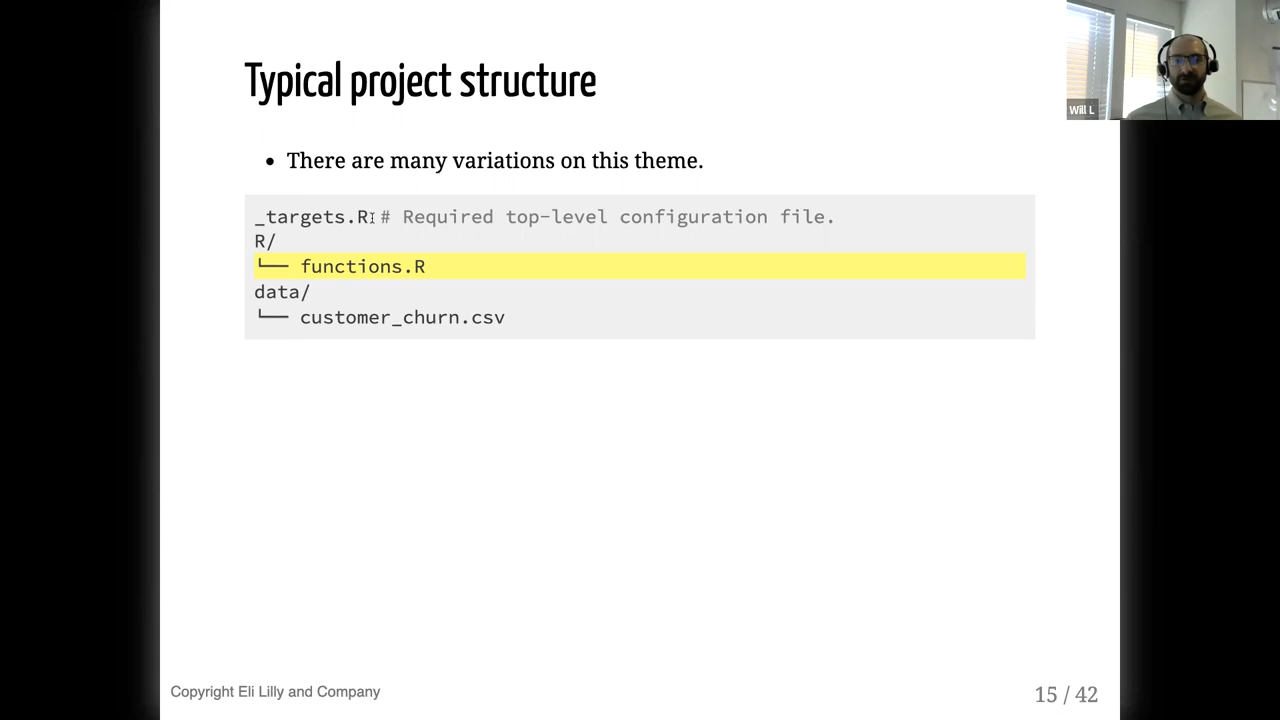 Typical project structure
Will L
• There are many variations on this theme.
_targets.R # Required top-level configuration file.
R/
└── functions.R
data/
└── customer_churn.csv
Copyright Eli Lilly and Company
15 / 42